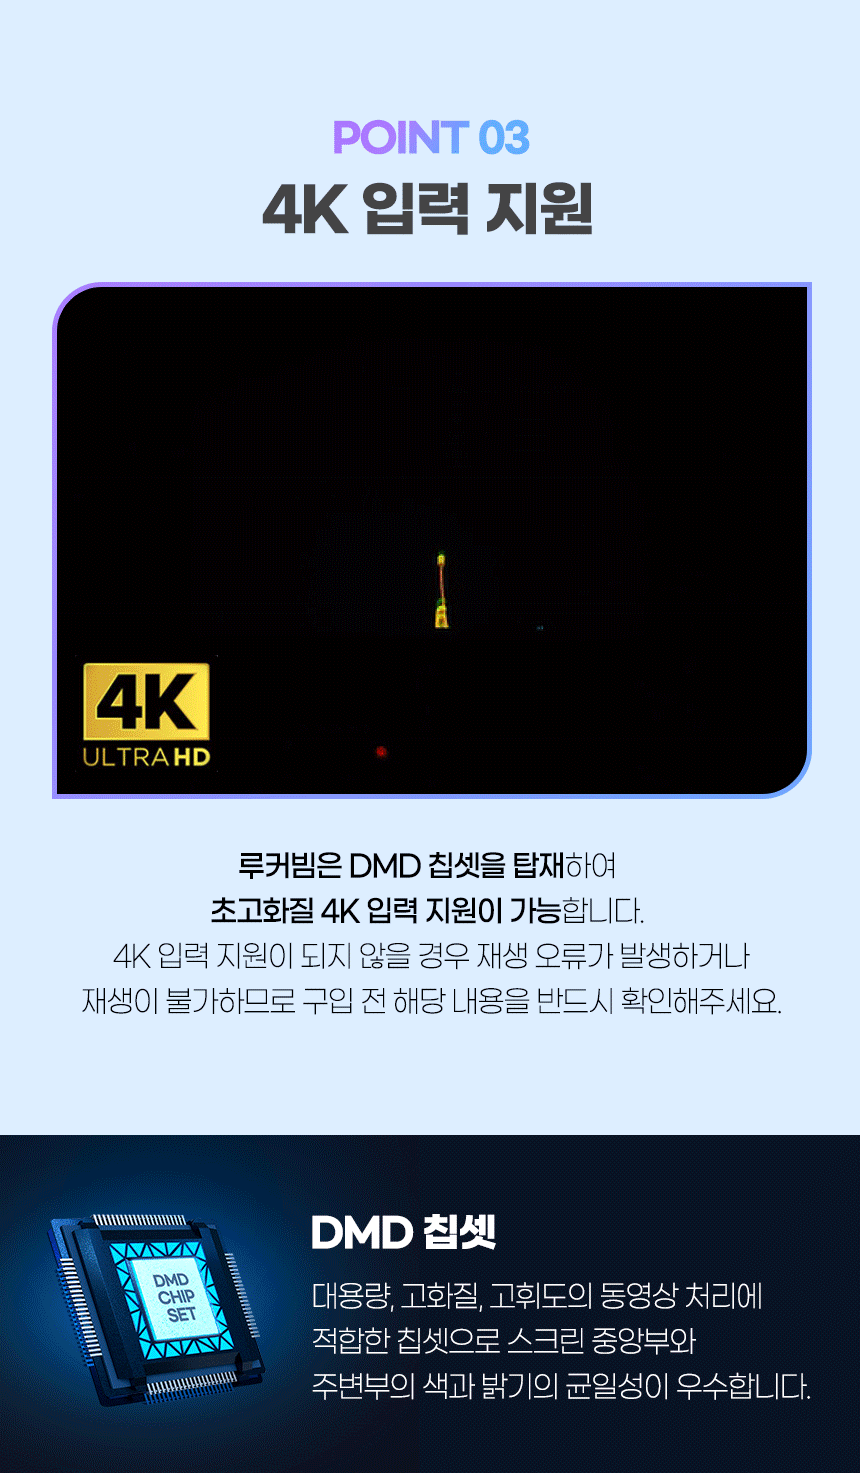 POINT 03
4K 입력 지원
4K
ULTRA HD
루커빔은 DMD 칩셋을 탑재하여
초고화질 4K 입력 지원이 가능합니다.
4K 입력 지원이 되지 않을 경우 재생 오류가 발생하거나
재생이 불가하므로 구입 전 해당 내용을 반드시 확인해주세요.
DMD
CHIP
SET
DMD 칩셋
대용량, 고화질, 고휘도의 동영상 처리에
적합한 칩셋으로 스크린 중앙부와
주변부의 색과 밝기의 균일성이 우수합니다.